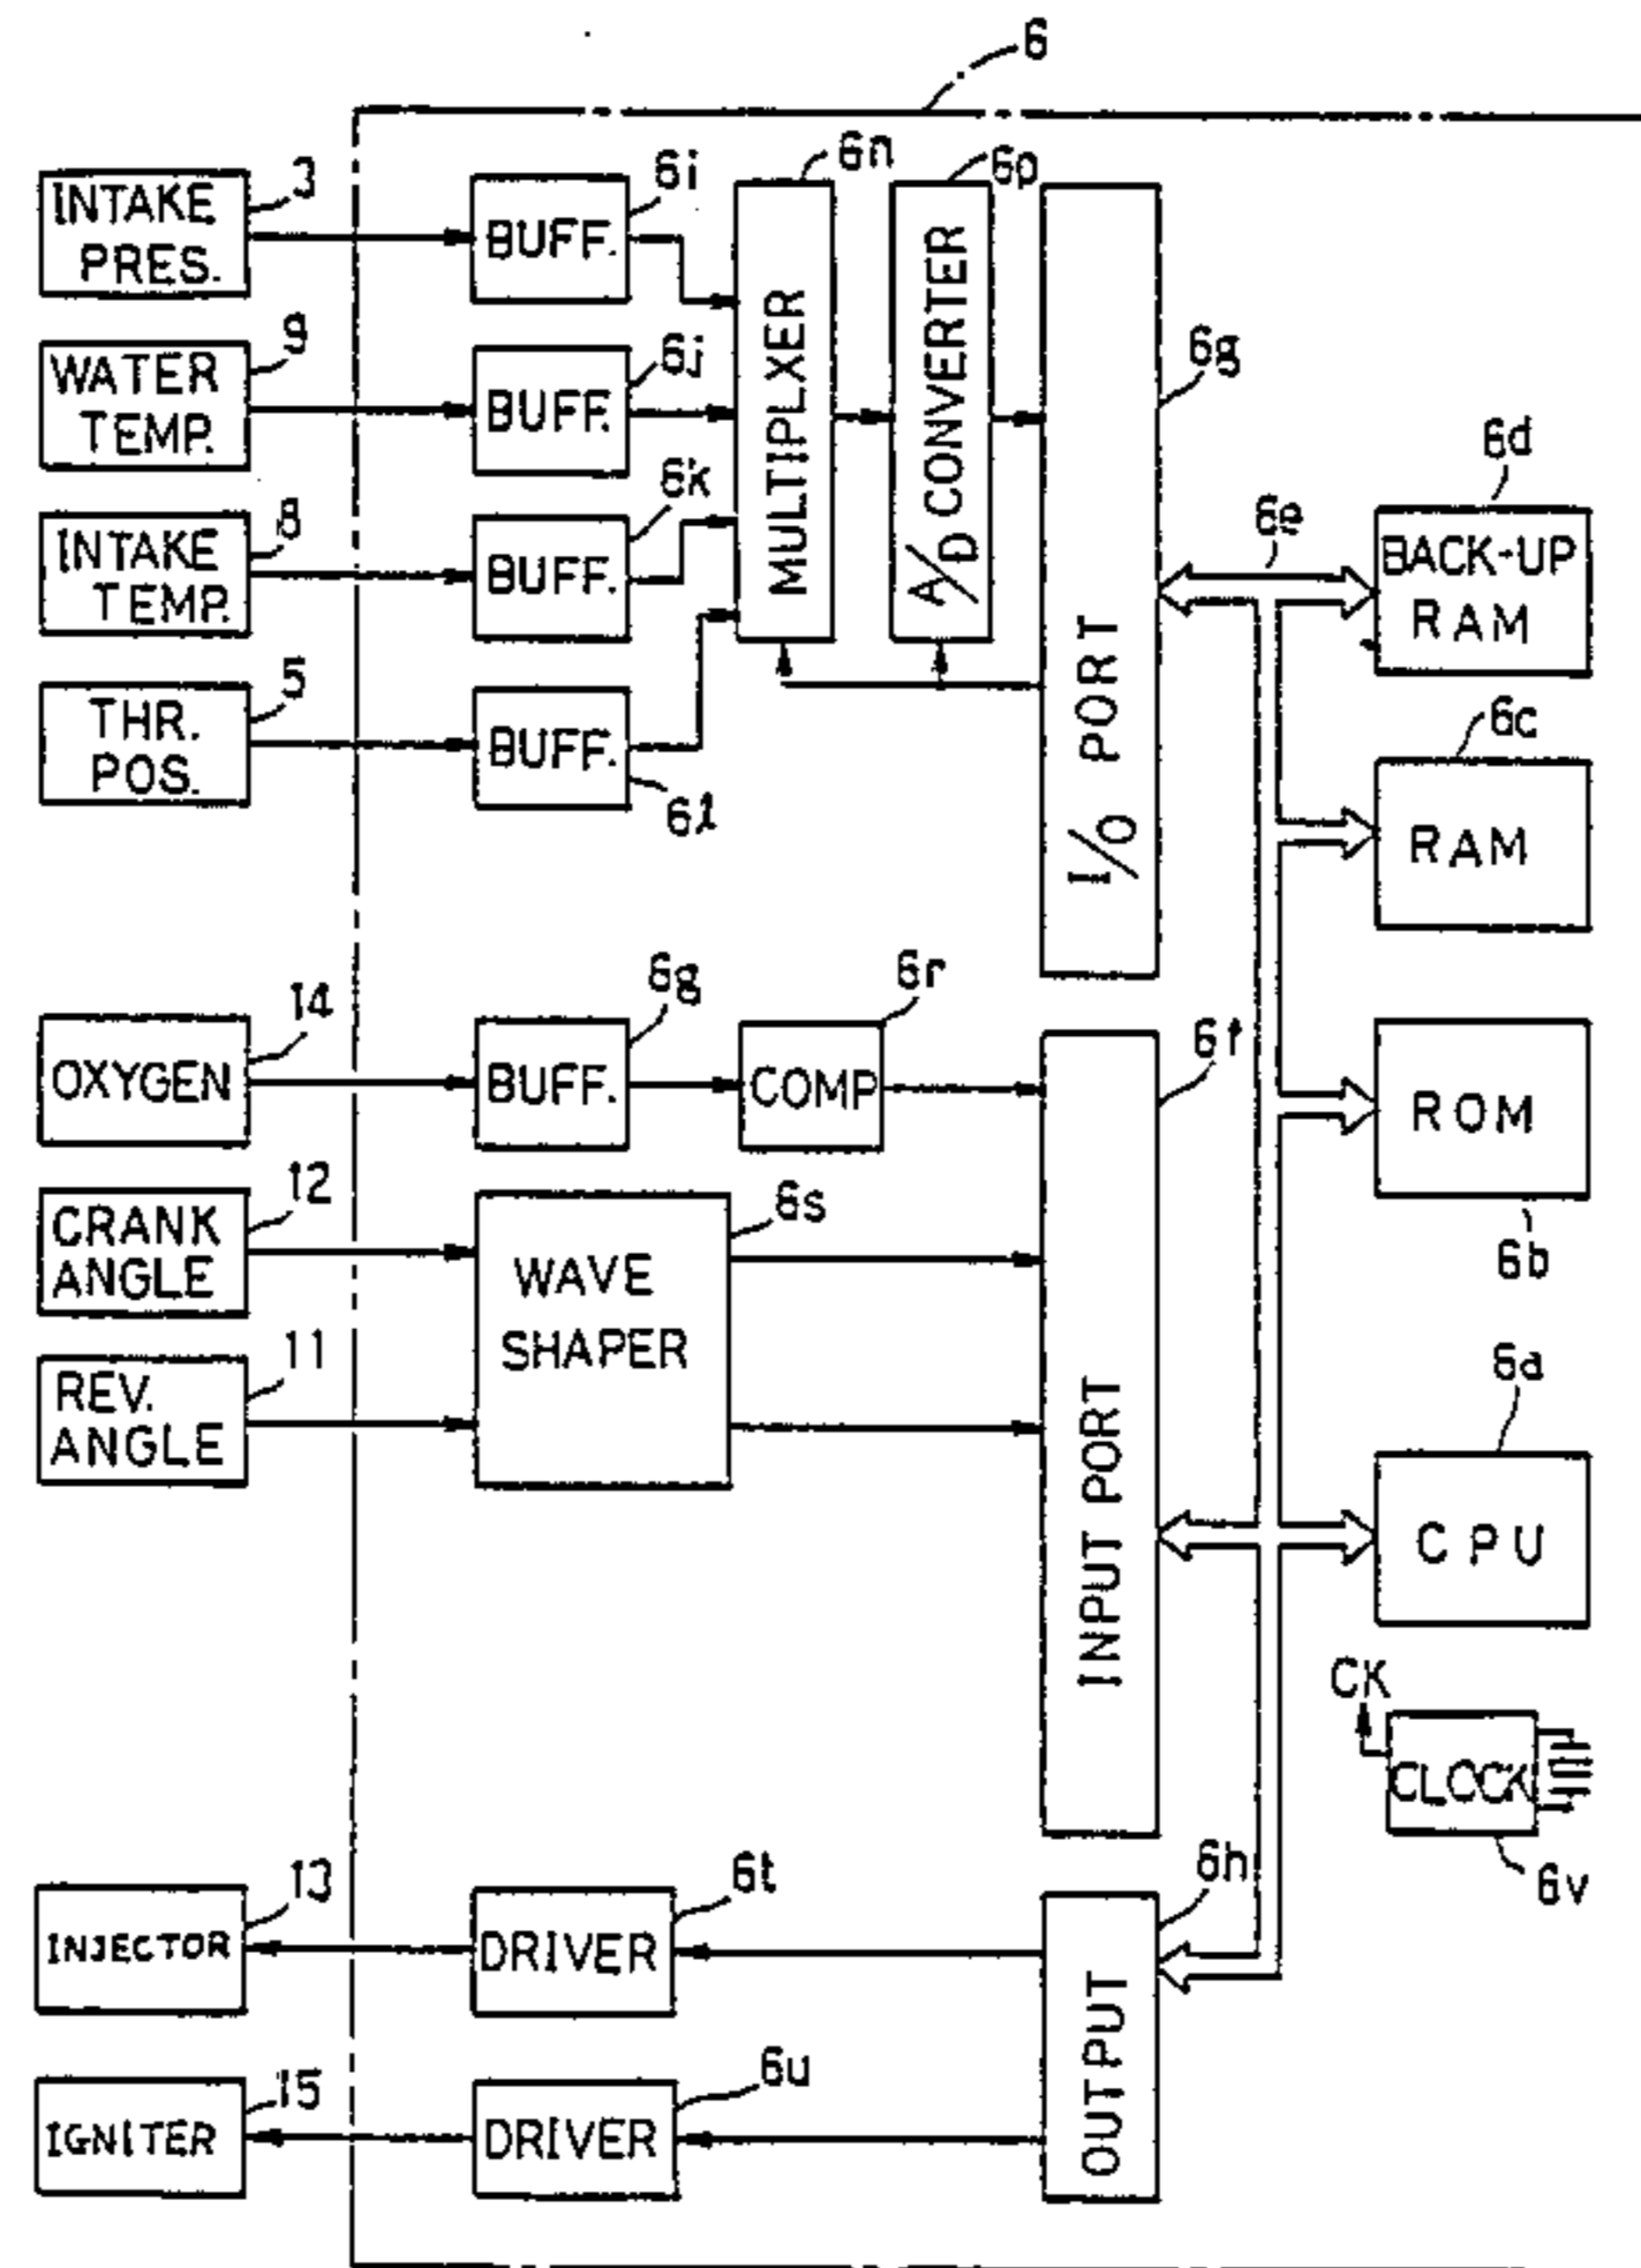 6
INTAKE
PRES.
3
BUFF.
6i
MULTIPLXER
6n
A/D CONVERTER
6p
I/O PORT
6g
WATER
TEMP.
9
BUFF.
6j
INTAKE
TEMP.
8
BUFF.
6k
THR.
POS.
5
BUFF.
6l
6e
BACK-UP
RAM
6d
RAM
6c
OXYGEN
14
BUFF.
6g
COMP
6r
INPUT PORT
6f
ROM
6b
CRANK
ANGLE
12
WAVE
SHAPER
6s
REV.
ANGLE
11
CPU
6a
CK
CLOCK
6v
INJECTOR
13
DRIVER
6t
OUTPUT
6h
IGNITER
15
DRIVER
6u